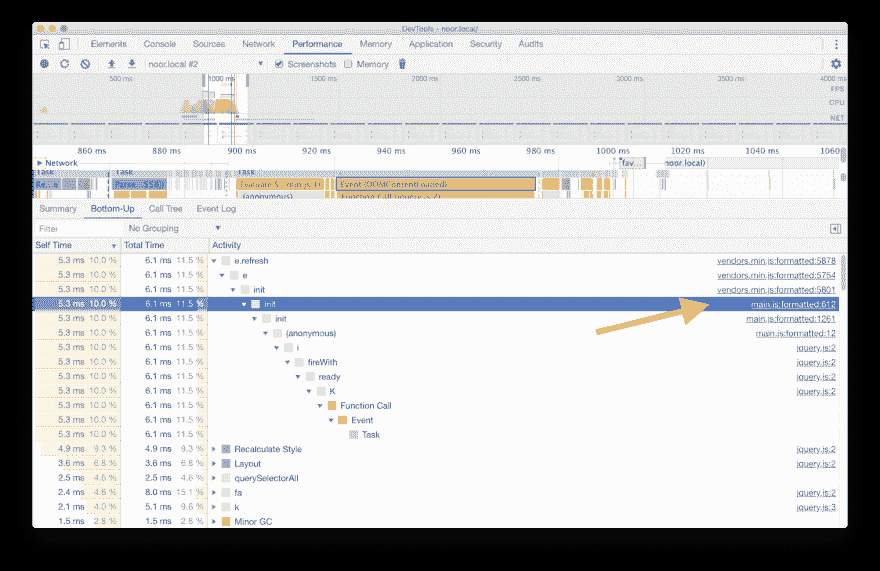 DevTools - noor.local/
Elements Console Sources Network Performance Memory Application Security Audits
noor.local #2 Screenshots Memory
500 ms 1000 ms 1500 ms 2000 ms 2500 ms 3000 ms 3500 ms 4000 ms
FPS
CPU
NET
860 ms 880 ms 900 ms 920 ms 940 ms 960 ms 980 ms 1000 ms 1020 ms 1040 ms 1060
Network fav... noor.local)
Task Task Task
Event (DOMContentLoaded)
(anonymous)
Summary Bottom-Up Call Tree Event Log
Filter No Grouping
Self Time Total Time Activity
5.3 ms 10.0 % 6.1 ms 11.5 % e.refresh vendors.min.js:formatted:5878
5.3 ms 10.0 % 6.1 ms 11.5 % e vendors.min.js:formatted:5754
5.3 ms 10.0 % 6.1 ms 11.5 % init vendors.min.js:formatted:5801
5.3 ms 10.0 % 6.1 ms 11.5 % init main.js:formatted:612
5.3 ms 10.0 % 6.1 ms 11.5 % init main.js:formatted:1261
5.3 ms 10.0 % 6.1 ms 11.5 % (anonymous) main.js:formatted:12
5.3 ms 10.0 % 6.1 ms 11.5 % i jquery.js:2
5.3 ms 10.0 % 6.1 ms 11.5 % fireWith jquery.js:2
5.3 ms 10.0 % 6.1 ms 11.5 % ready jquery.js:2
5.3 ms 10.0 % 6.1 ms 11.5 % K jquery.js:2
5.3 ms 10.0 % 6.1 ms 11.5 % Function Call
5.3 ms 10.0 % 6.1 ms 11.5 % Event
5.3 ms 10.0 % 6.1 ms 11.5 % Task
4.9 ms 9.3 % 4.9 ms 9.3 % Recalculate Style jquery.js:2
3.6 ms 6.8 % 3.6 ms 6.8 % Layout jquery.js:2
2.5 ms 4.6 % 2.5 ms 4.6 % querySelectorAll
2.4 ms 4.6 % 8.0 ms 15.1 % fa jquery.js:2
2.1 ms 4.0 % 5.1 ms 9.6 % k jquery.js:3
1.5 ms 2.8 % 1.5 ms 2.8 % Minor GC